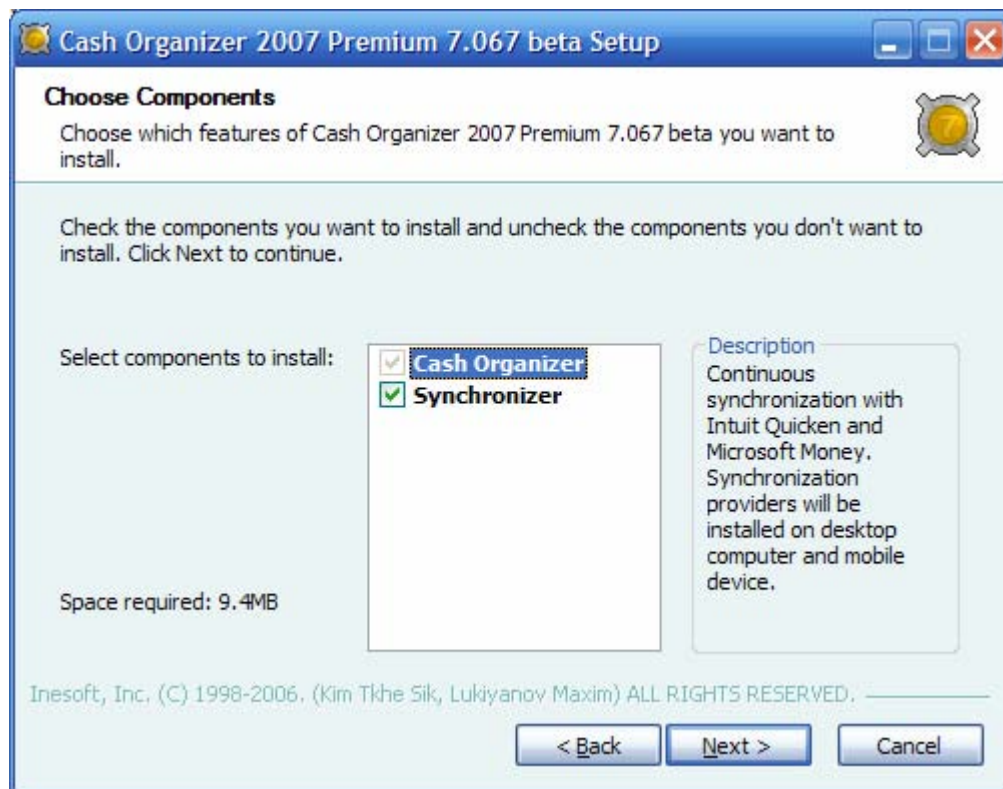 Cash Organizer 2007 Premium 7.067 beta Setup
Choose Components
Choose which features of Cash Organizer 2007 Premium 7.067 beta you want to
install.
7
Check the components you want to install and uncheck the components you don't want to
install. Click Next to continue.
Select components to install:
Cash Organizer
Synchronizer
Description
Continuous
synchronization with
Intuit Quicken and
Microsoft Money.
Synchronization
providers will be
installed on desktop
computer and mobile
device.
Space required: 9.4MB
Inesoft, Inc. (C) 1998-2006. (Kim Tkhe Sik, Lukiyanov Maxim) ALL RIGHTS RESERVED.
< Back
Next >
Cancel